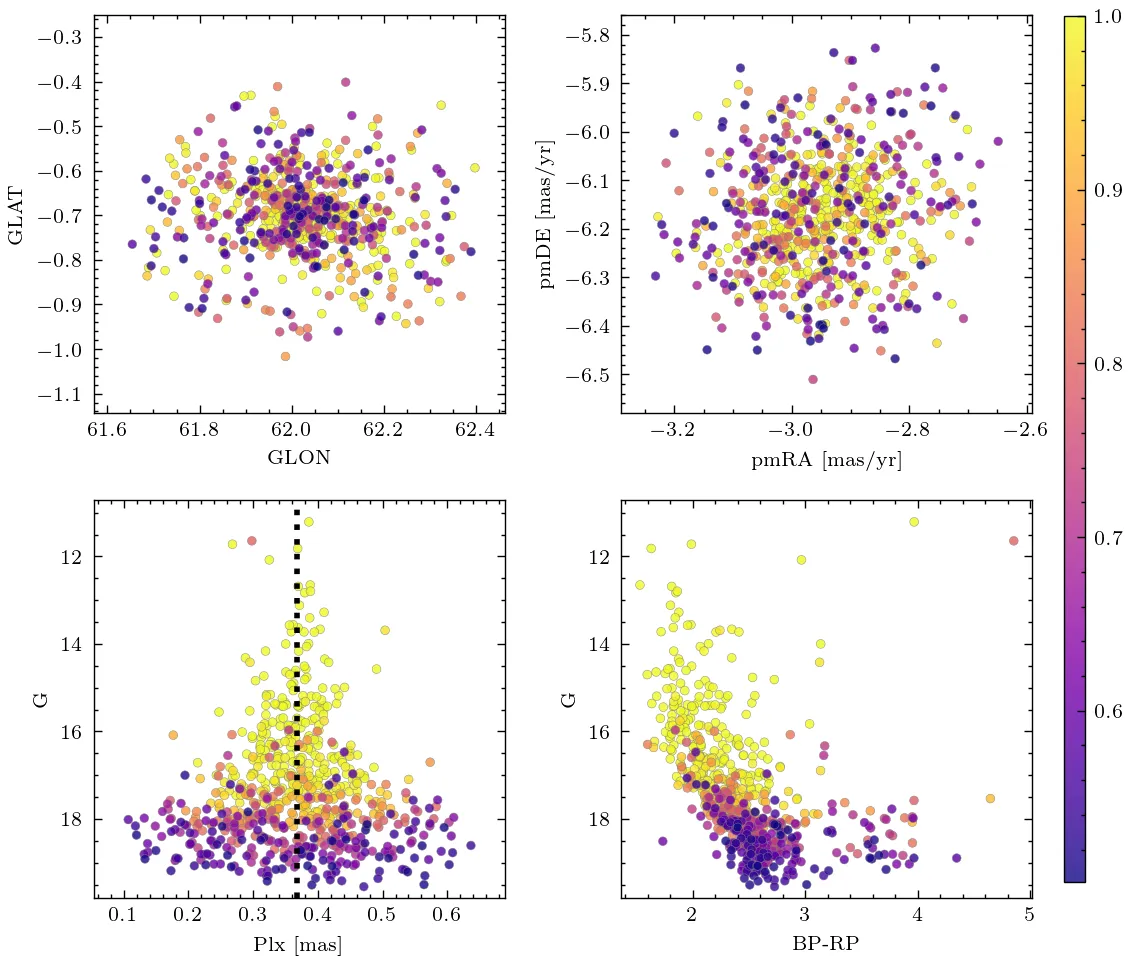 −0.3
−0.4
−0.5
−0.6
−0.7
−0.8
−0.9
−1.0
−1.1
GLAT
61.6 61.8 62.0 62.2 62.4
GLON
−5.8
−5.9
−6.0
−6.1
−6.2
−6.3
−6.4
−6.5
pmDE [mas/yr]
−3.2 −3.0 −2.8 −2.6
pmRA [mas/yr]
12
14
16
18
G
0.1 0.2 0.3 0.4 0.5 0.6
Plx [mas]
12
14
16
18
G
2 3 4 5
BP-RP
1.0
0.9
0.8
0.7
0.6